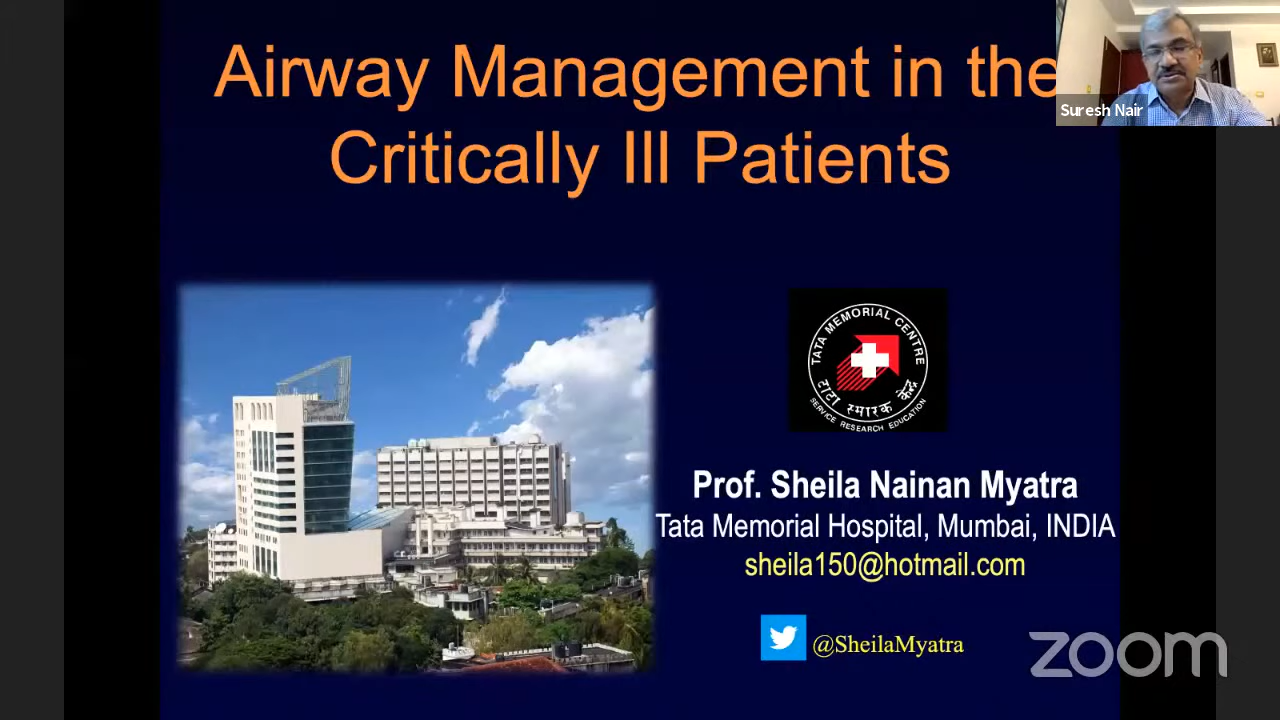 Airway Management in the
Critically Ill Patients
Suresh Nair
TATA MEMORIAL CENTRE
टाटा स्मारक केंद्र
SERVICE RESEARCH EDUCATION
Prof. Sheila Nainan Myatra
Tata Memorial Hospital, Mumbai, INDIA
sheila150@hotmail.com
@SheilaMyatra
zoom